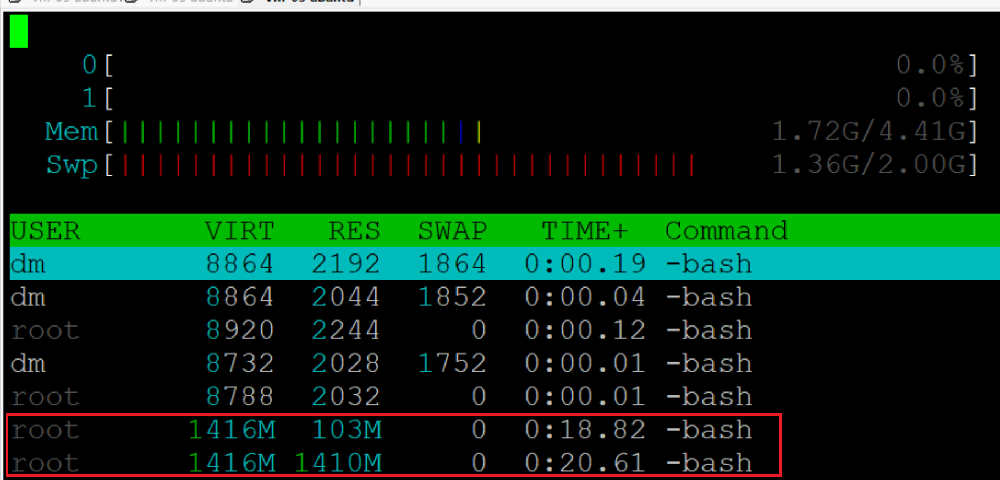 0[ 0.0%]
1[ 0.0%]
Mem[||||||||||||||||||||| 1.72G/4.41G]
Swp[||||||||||||||||||||||||||||||||| 1.36G/2.00G]
USER VIRT RES SWAP TIME+ Command
dm 8864 2192 1864 0:00.19 -bash
dm 8864 2044 1852 0:00.04 -bash
root 8920 2244 0 0:00.12 -bash
dm 8732 2028 1752 0:00.01 -bash
root 8788 2032 0 0:00.01 -bash
root 1416M 103M 0 0:18.82 -bash
root 1416M 1410M 0 0:20.61 -bash